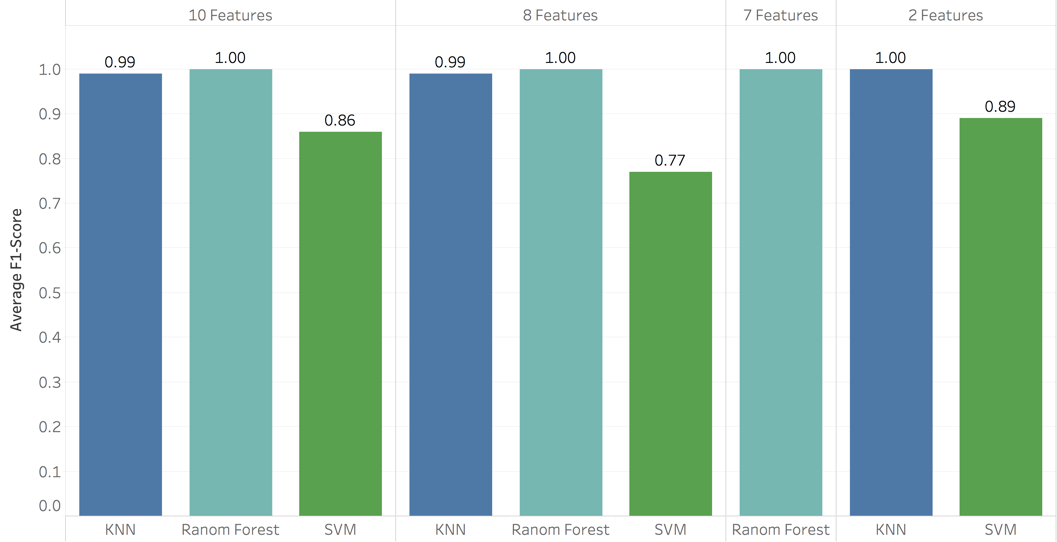 10 Features 8 Features 7 Features 2 Features
0.99 1.00 0.86 0.99 1.00 0.77 1.00 1.00 0.89
Average F1-Score
1.0
0.9
0.8
0.7
0.6
0.5
0.4
0.3
0.2
0.1
0.0
KNN Ranom Forest SVM KNN Ranom Forest SVM Ranom Forest KNN SVM